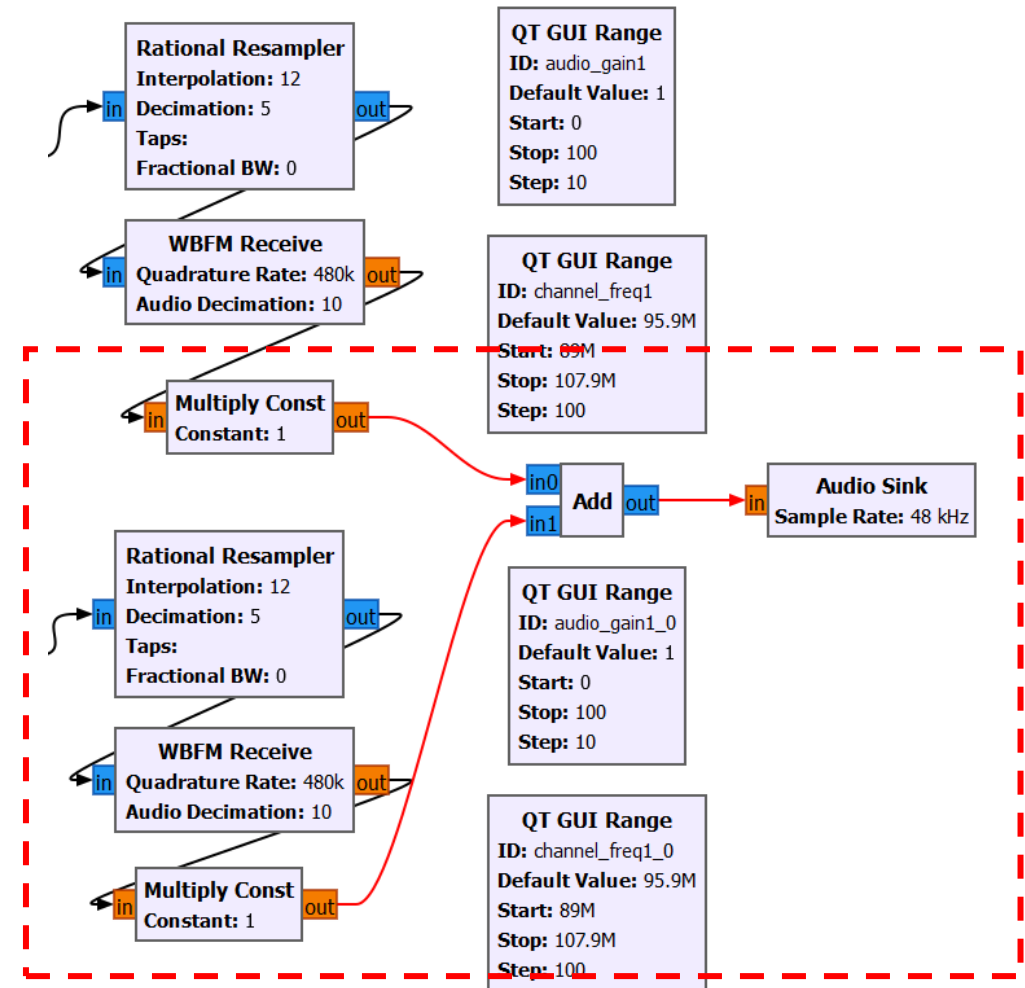 Rational Resampler
Interpolation: 12
in Decimation: 5 out
Taps:
Fractional BW: 0
QT GUI Range
ID: audio_gain1
Default Value: 1
Start: 0
Stop: 100
Step: 10
WBFM Receive
in Quadrature Rate: 480k out
Audio Decimation: 10
QT GUI Range
ID: channel_freq1
Default Value: 95.9M
Start: 89M
Stop: 107.9M
Step: 100
Multiply Const
in out
Constant: 1
in0
Add out
in1
Audio Sink
in
Sample Rate: 48 kHz
Rational Resampler
Interpolation: 12
in Decimation: 5 out
Taps:
Fractional BW: 0
QT GUI Range
ID: audio_gain1_0
Default Value: 1
Start: 0
Stop: 100
Step: 10
WBFM Receive
in Quadrature Rate: 480k out
Audio Decimation: 10
Multiply Const
in out
Constant: 1
QT GUI Range
ID: channel_freq1_0
Default Value: 95.9M
Start: 89M
Stop: 107.9M
Step: 100